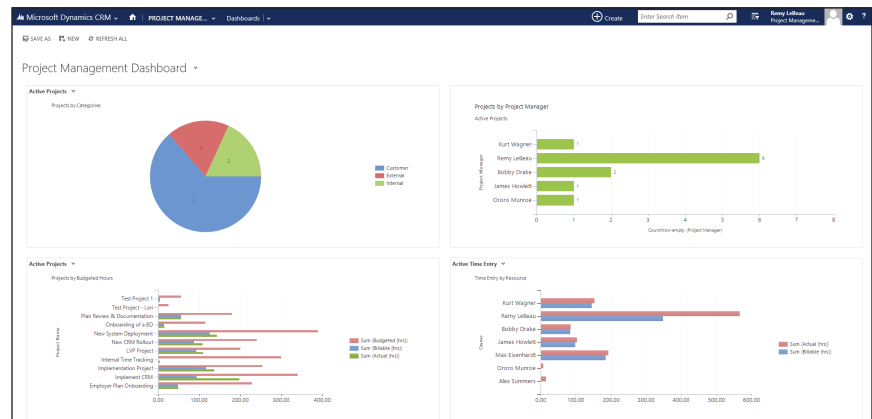 Microsoft Dynamics CRM PROJECT MANAGE... Dashboards Create Enter Search Item Remy LeBeau
Project Manageme... ?
SAVE AS NEW REFRESH ALL
Project Management Dashboard
Active Projects
Projects by Categories
2
Customer
External
Internal
Projects by Project Manager
Active Projects
Kurt Wagner 1
Remy LeBeau 6
Bobby Drake 2
James Howlett 1
Ororo Munroe 1
Project Manager
0 1 2 3 4 5 6 7 8
Count:Non-empty (Project Manager)
Active Projects
Projects by Budgeted Hours
Test Project 1
Test Project - Lori
Plan Review & Documentation
Onboarding of a BD
New System Deployment
New CRM Rollout
LVP Project
Internal Time Tracking
Implementation Project
Implement CRM
Employer Plan Onboarding
Project Name
0.00 100.00 200.00 300.00 400.00
Sum (Budgeted (hrs))
Sum (Billable (hrs))
Sum (Actual (hrs))
Active Time Entry
Time Entry by Resource
Kurt Wagner
Remy LeBeau
Bobby Drake
James Howlett
Max Eisenhardt
Ororo Munroe
Alex Summers
Owner
0.00 100.00 200.00 300.00 400.00 500.00 600.00
Sum (Actual (hrs))
Sum (Billable (hrs))